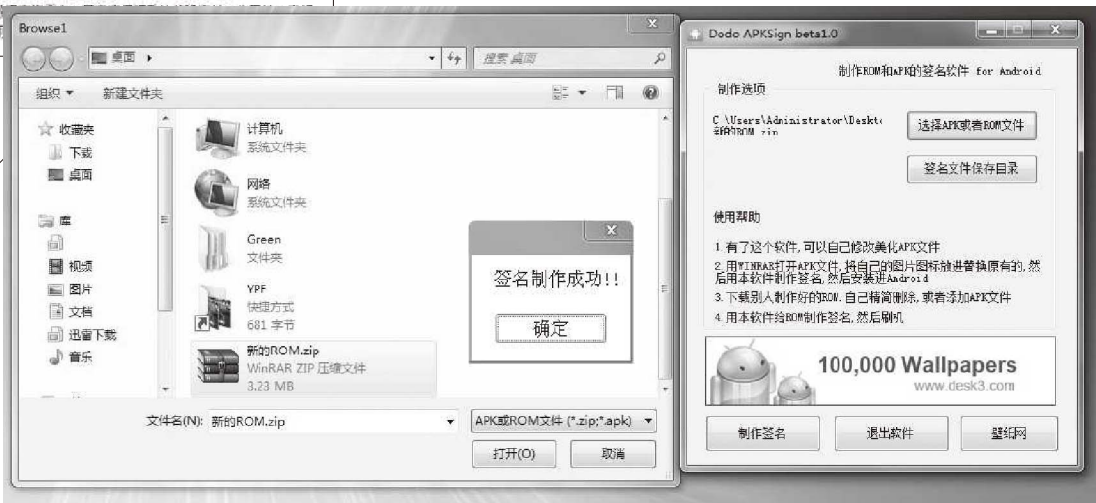 Browse1
桌面
搜索 桌面
组织
新建文件夹
收藏夹
下载
桌面
库
视频
图片
文档
迅雷下载
音乐
计算机
系统文件夹
网络
系统文件夹
Green
文件夹
YPF
快捷方式
681 字节
新的ROM.zip
WinRAR ZIP 压缩文件
3.23 MB
文件名(N): 新的ROM.zip
APK或ROM文件 (*.zip;*.apk)
打开(O)
取消
签名制作成功!!
确定
Dodo APKSign beta1.0
制作ROM和APK的签名软件 for Android
制作选项
C:\Users\Administrator\Deskto
新的ROM.zip
选择APK或者ROM文件
签名文件保存目录
使用帮助
1.有了这个软件,可以自己修改美化APK文件
2.用WINRAR打开APK文件,将自己的图片图标放进替换原有的,然
后用本软件制作签名,然后安装进Android
3.下载别人制作好的ROM.自己精简删除,或者添加APK文件
4.用本软件给ROM制作签名,然后刷机
100,000 Wallpapers
www.desk3.com
制作签名
退出软件
壁纸网